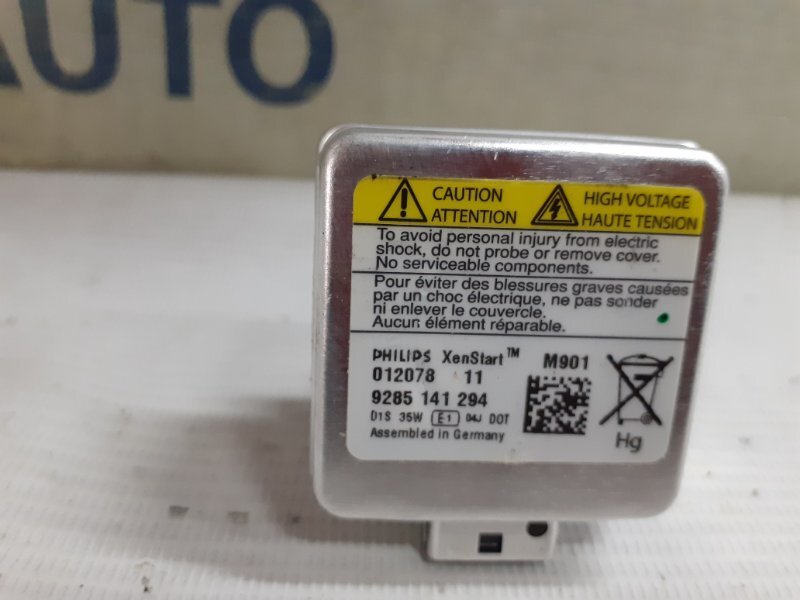 AUTO
CAUTION
ATTENTION
HIGH VOLTAGE
HAUTE TENSION
To avoid personal injury from electric
shock, do not probe or remove cover.
No serviceable components.
Pour éviter des blessures graves causées
par un choc électrique, ne pas sonder
ni enlever le couvercle.
Aucun élément réparable.
PHILIPS XenStart™ M901
012078 11
9285 141 294
D1S 35W E1 04J DOT
Assembled in Germany
Hg